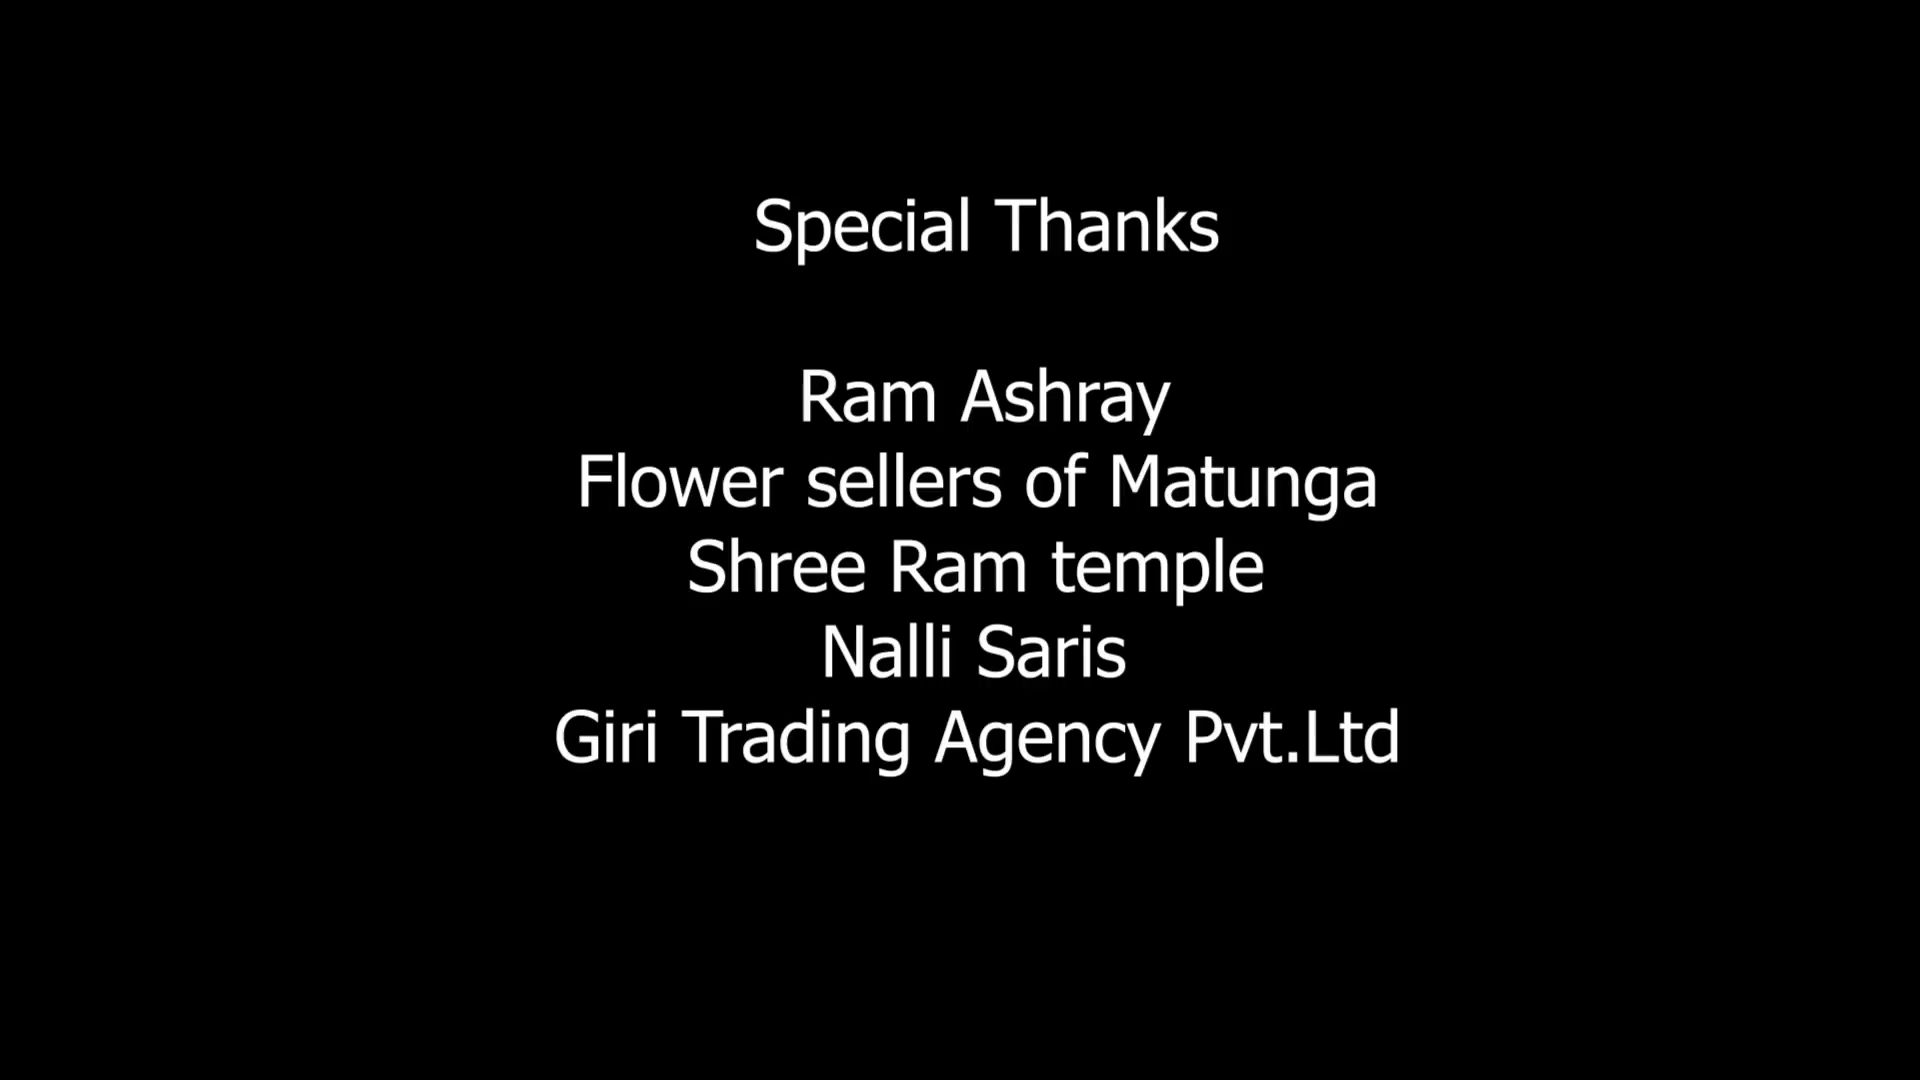 Special Thanks
Ram Ashray
Flower sellers of Matunga
Shree Ram temple
Nalli Saris
Giri Trading Agency Pvt.Ltd